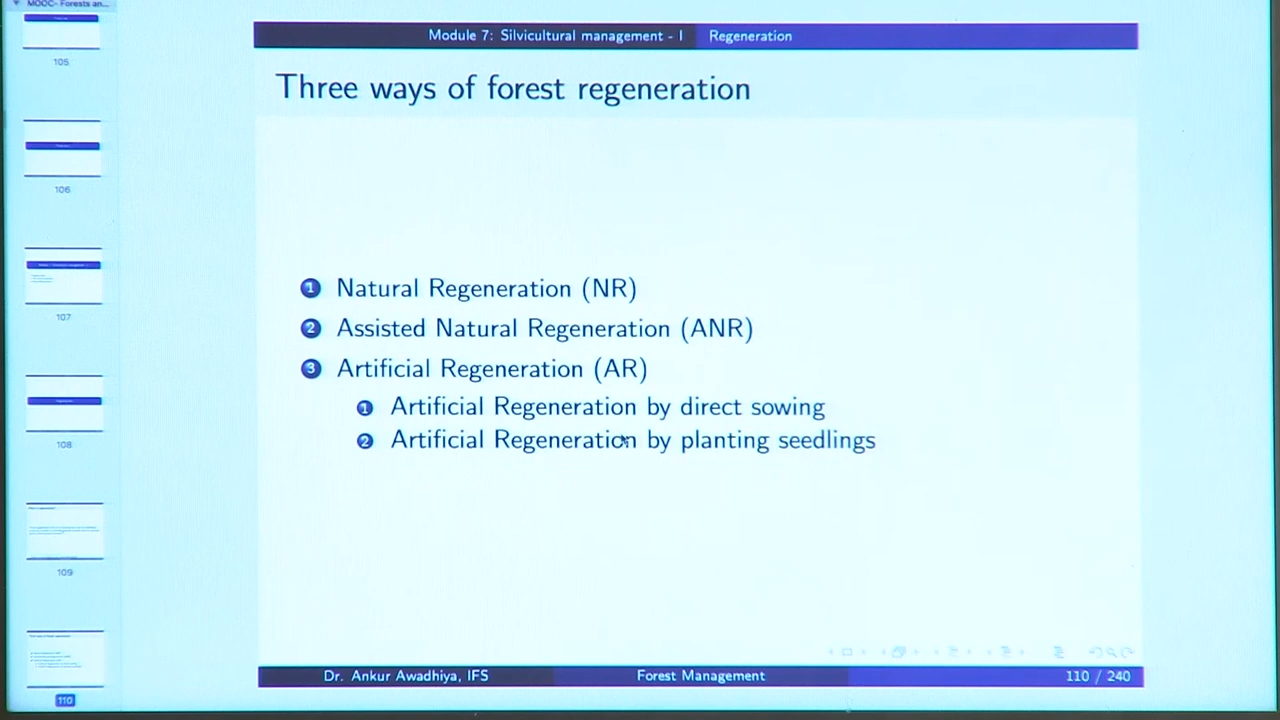 MOOC- Forests an...
Module 7: Silvicultural management - I Regeneration
Three ways of forest regeneration
1 Natural Regeneration (NR)
2 Assisted Natural Regeneration (ANR)
3 Artificial Regeneration (AR)
1 Artificial Regeneration by direct sowing
2 Artificial Regeneration by planting seedlings
105
106
107
108
109
110
Dr. Ankur Awadhiya, IFS Forest Management 110 / 240